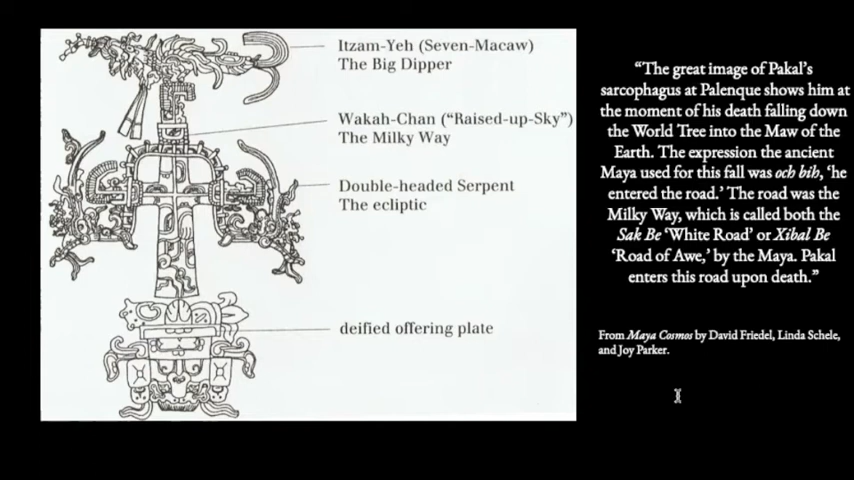 Itzam-Yeh (Seven-Macaw)
The Big Dipper
Wakah-Chan ("Raised-up-Sky")
The Milky Way
Double-headed Serpent
The ecliptic
deified offering plate
“The great image of Pakal’s
sarcophagus at Palenque shows him at
the moment of his death falling down
the World Tree into the Maw of the
Earth. The expression the ancient
Maya used for this fall was och bih, ‘he
entered the road.’ The road was the
Milky Way, which is called both the
Sak Be ‘White Road’ or Xibal Be
‘Road of Awe,’ by the Maya. Pakal
enters this road upon death.”
From Maya Cosmos by David Friedel, Linda Schele,
and Joy Parker.